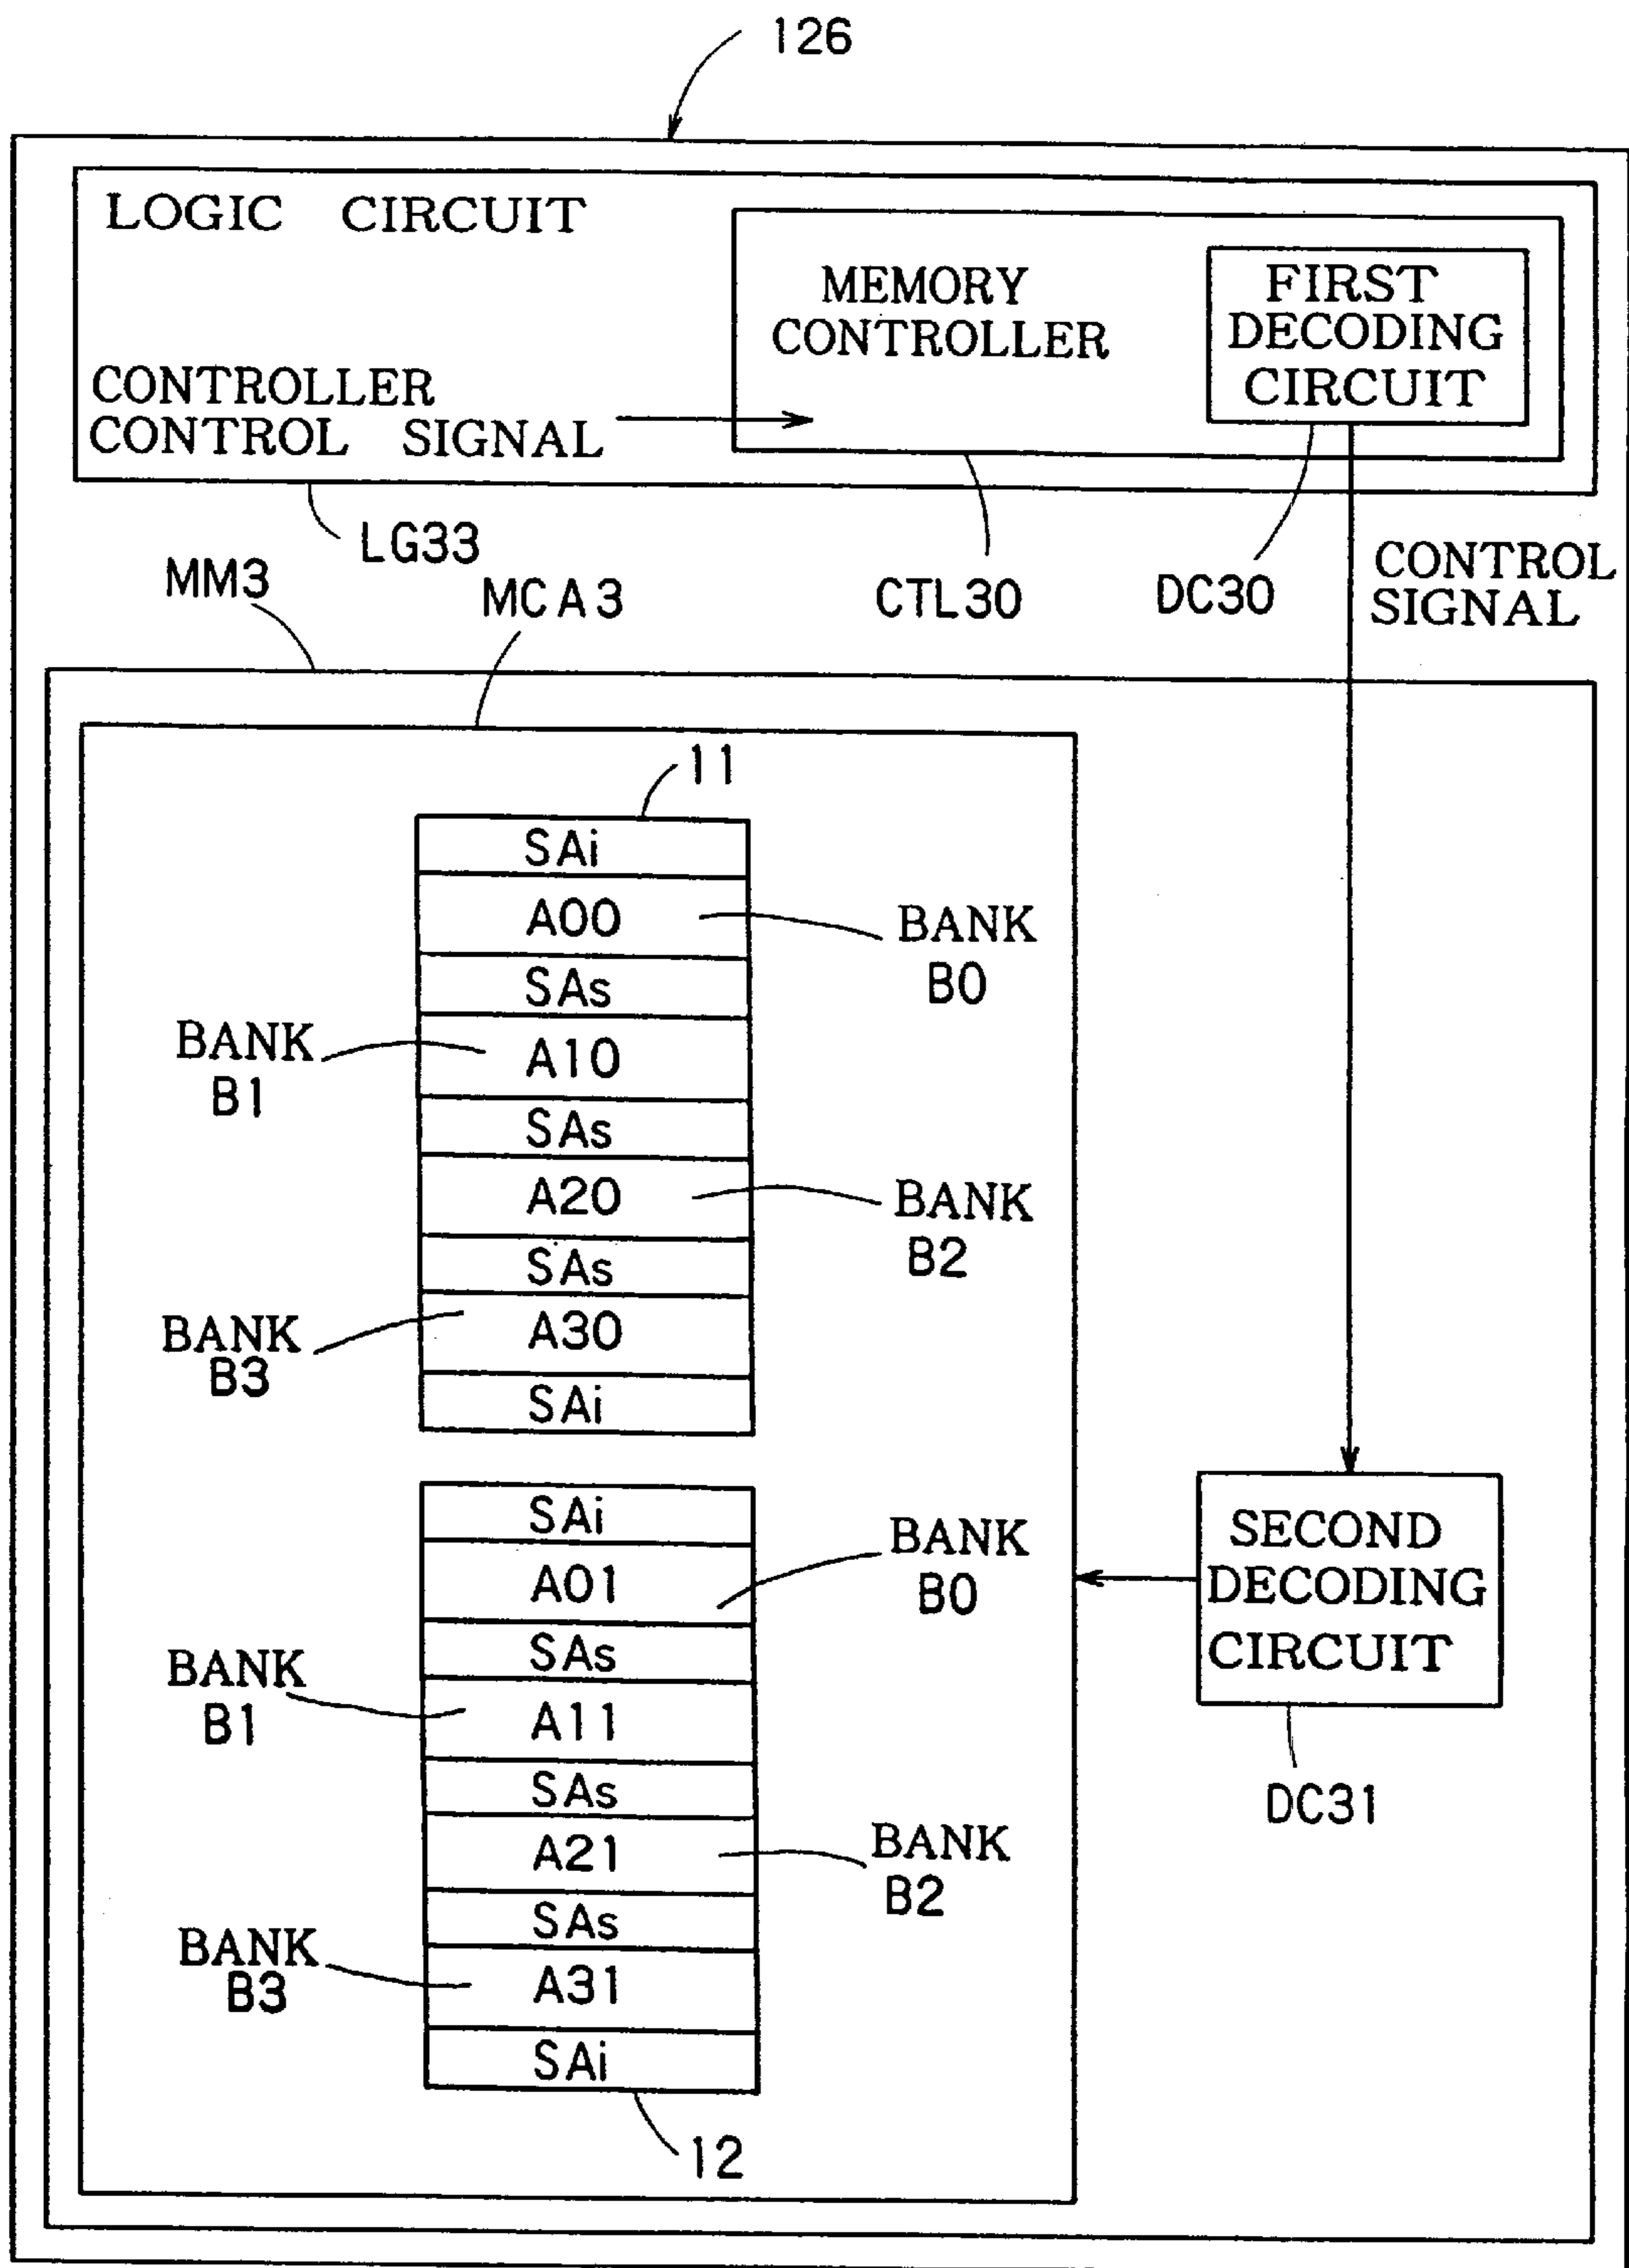 126
LOGIC CIRCUIT
MEMORY
CONTROLLER
FIRST
DECODING
CIRCUIT
CONTROLLER
CONTROL SIGNAL
LG33
CTL30
DC30
CONTROL
SIGNAL
MM3
MCA3
11
SAi
A00
BANK
B0
SAs
BANK
B1
A10
SAs
A20
BANK
B2
SAs
BANK
B3
A30
SAi
SAi
A01
BANK
B0
SAs
BANK
B1
A11
SAs
A21
BANK
B2
SAs
BANK
B3
A31
SAi
12
SECOND
DECODING
CIRCUIT
DC31